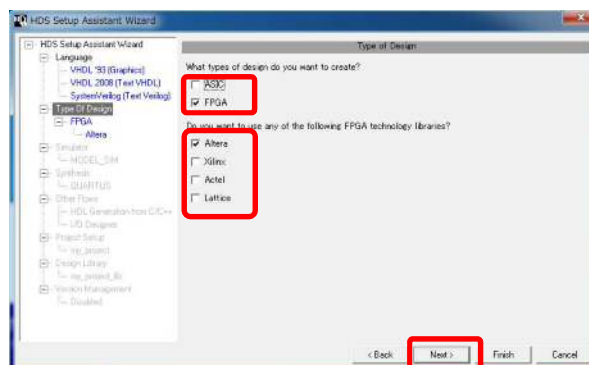 HDS Setup Assistant Wizard
HDS Setup Assistant Wizard
Language
VHDL '93 (Graphics)
VHDL 2008 (Text VHDL)
SystemVerilog (Text Verilog)
Type Of Design
FPGA
Altera
Simulator
MODEL_SIM
Synthesis
QUARTUS
Other Flows
HDL Generation from C/C++
I/O Designer
Project Setup
my_project
Design Library
my_project_lib
Version Management
Disabled
Type of Design
What types of design do you want to create?
ASIC
FPGA
Do you want to use any of the following FPGA technology libraries?
Altera
Xilinx
Actel
Lattice
< Back
Next >
Finish
Cancel